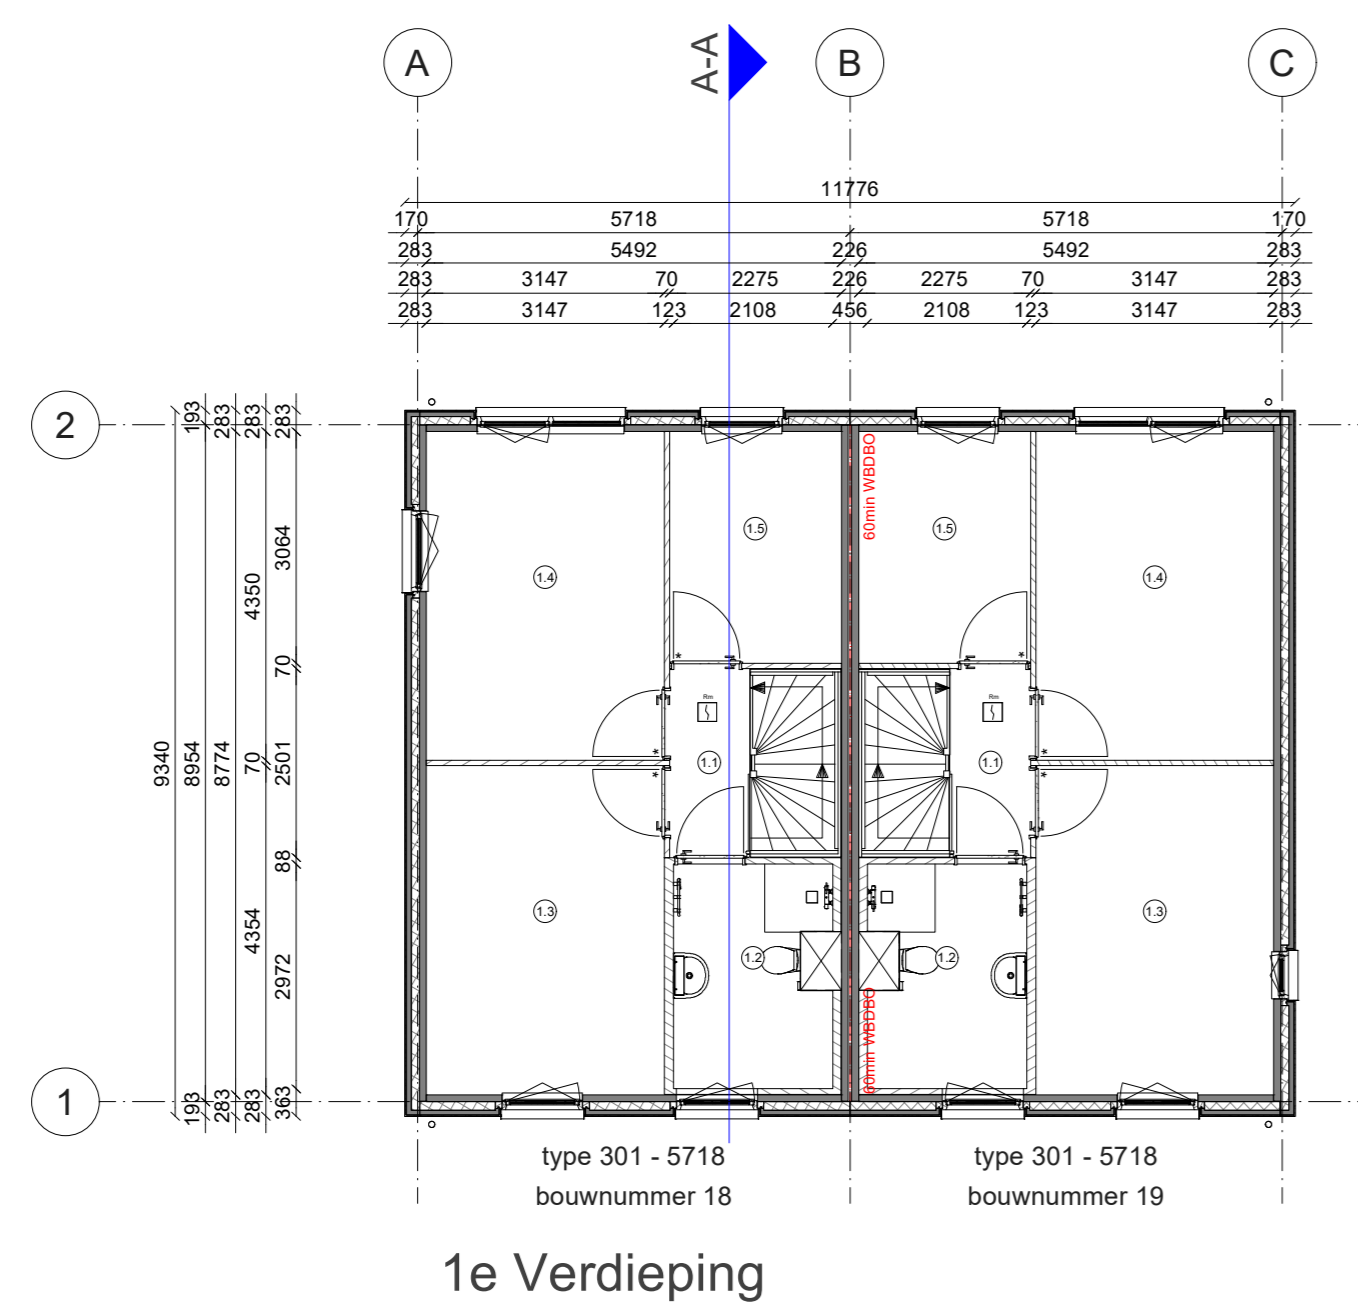 A
A-A
B
C
11776
170 5718 5718 170
283 5492 226 5492 283
283 3147 70 2275 226 2275 70 3147 283
283 3147 123 2108 456 2108 123 3147 283
2
193 283 283 283
60min WBDBO
60min WBDBO
3064
4350
70
9340
8954
8774
70
2501
88
4354
2972
193 283 283 363
1.5
1.5
1.4
1.4
*
*
Rm
Rm
1.1
1.1
*
*
*
*
1.3
1.3
1.2
1.2
1
type 301 - 5718
bouwnummer 18
type 301 - 5718
bouwnummer 19
1e Verdieping